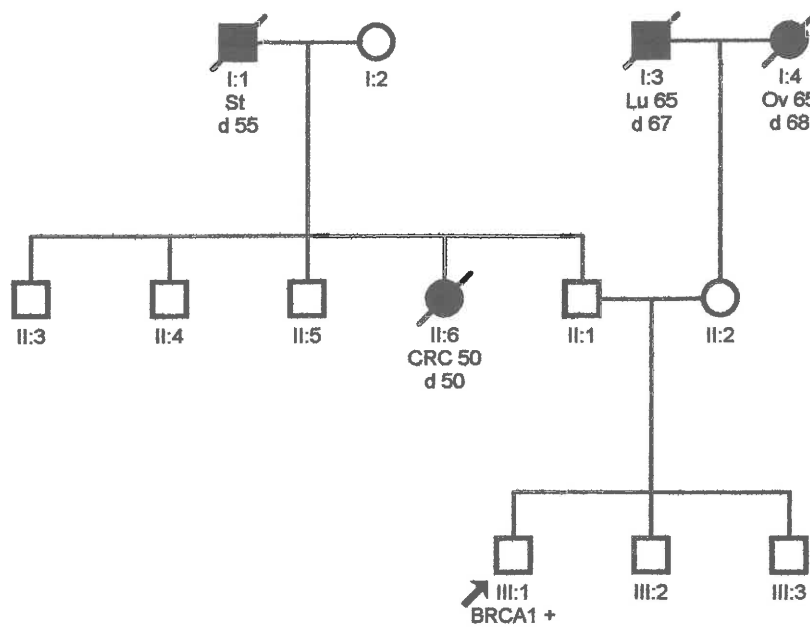 I:1
St
d 55
I:2
I:3
Lu 65
d 67
I:4
Ov 65
d 68
II:3
II:4
II:5
II:6
CRC 50
d 50
II:1
II:2
III:1
BRCA1 +
III:2
III:3